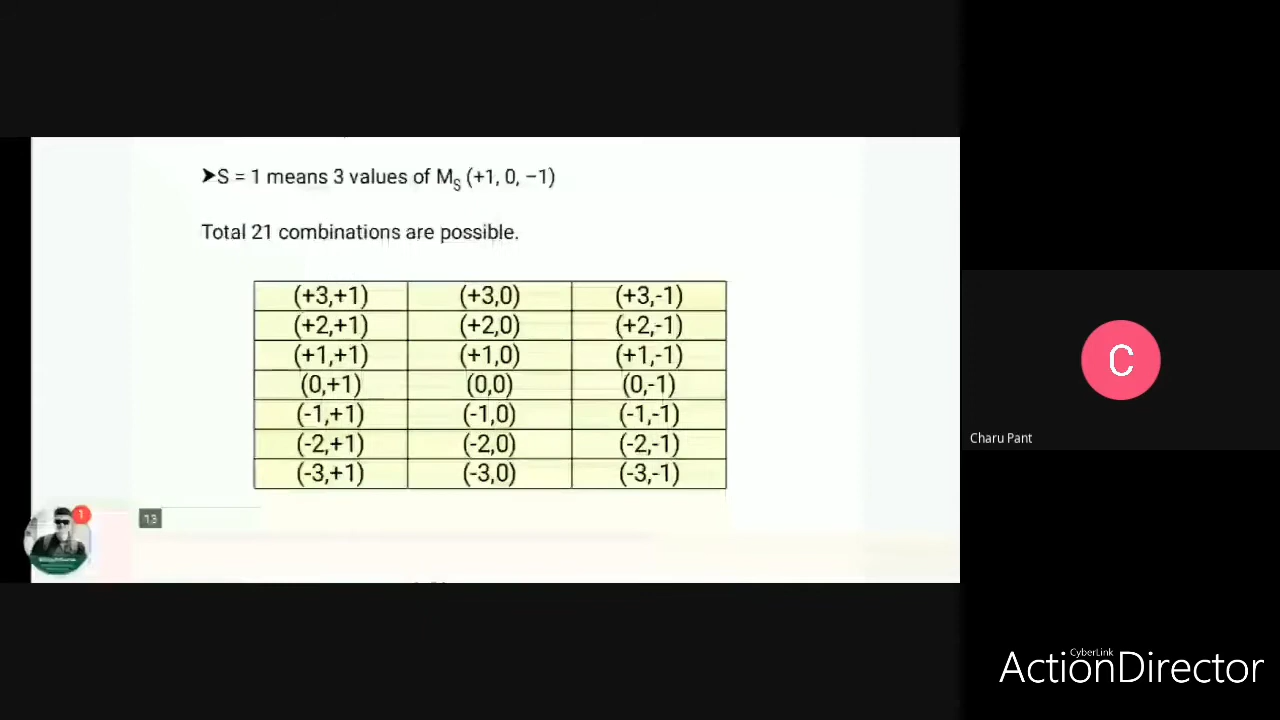 ➤S = 1 means 3 values of MS (+1, 0, −1)
Total 21 combinations are possible.
(+3,+1) (+3,0) (+3,-1)
(+2,+1) (+2,0) (+2,-1)
(+1,+1) (+1,0) (+1,-1)
(0,+1) (0,0) (0,-1)
(-1,+1) (-1,0) (-1,-1)
(-2,+1) (-2,0) (-2,-1)
(-3,+1) (-3,0) (-3,-1)
1
13
C
Charu Pant
CyberLink
ActionDirector